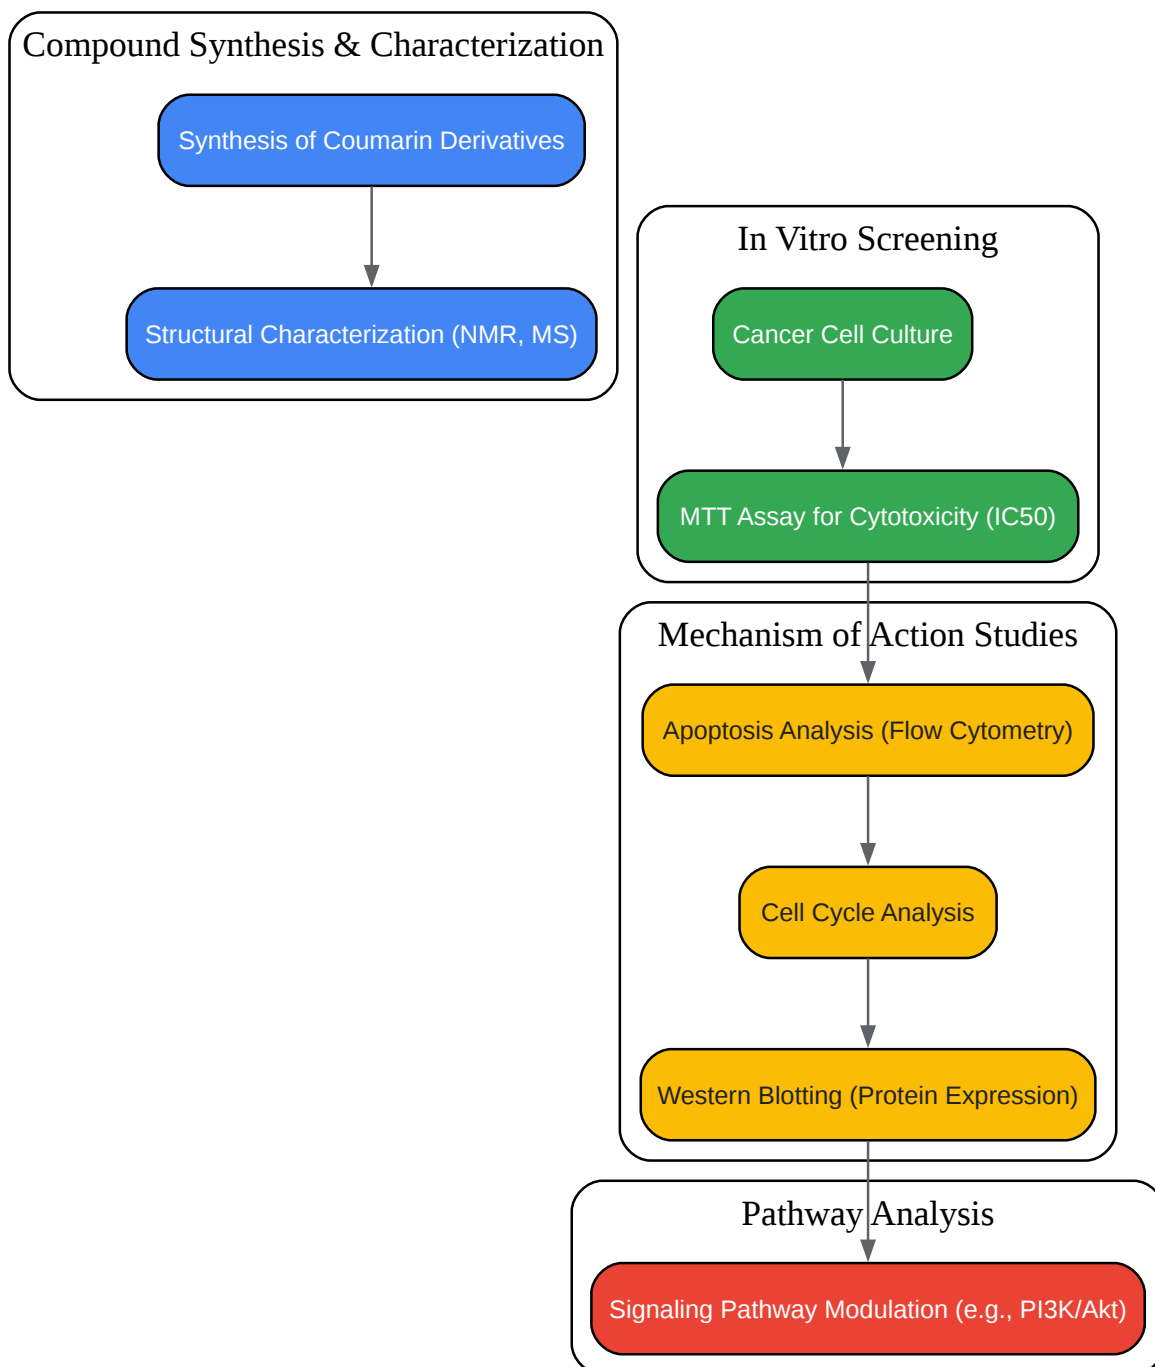 Compound Synthesis & Characterization
Synthesis of Coumarin Derivatives
Structural Characterization (NMR, MS)
In Vitro Screening
Cancer Cell Culture
MTT Assay for Cytotoxicity (IC50)
Mechanism of Action Studies
Apoptosis Analysis (Flow Cytometry)
Cell Cycle Analysis
Western Blotting (Protein Expression)
Pathway Analysis
Signaling Pathway Modulation (e.g., PI3K/Akt)